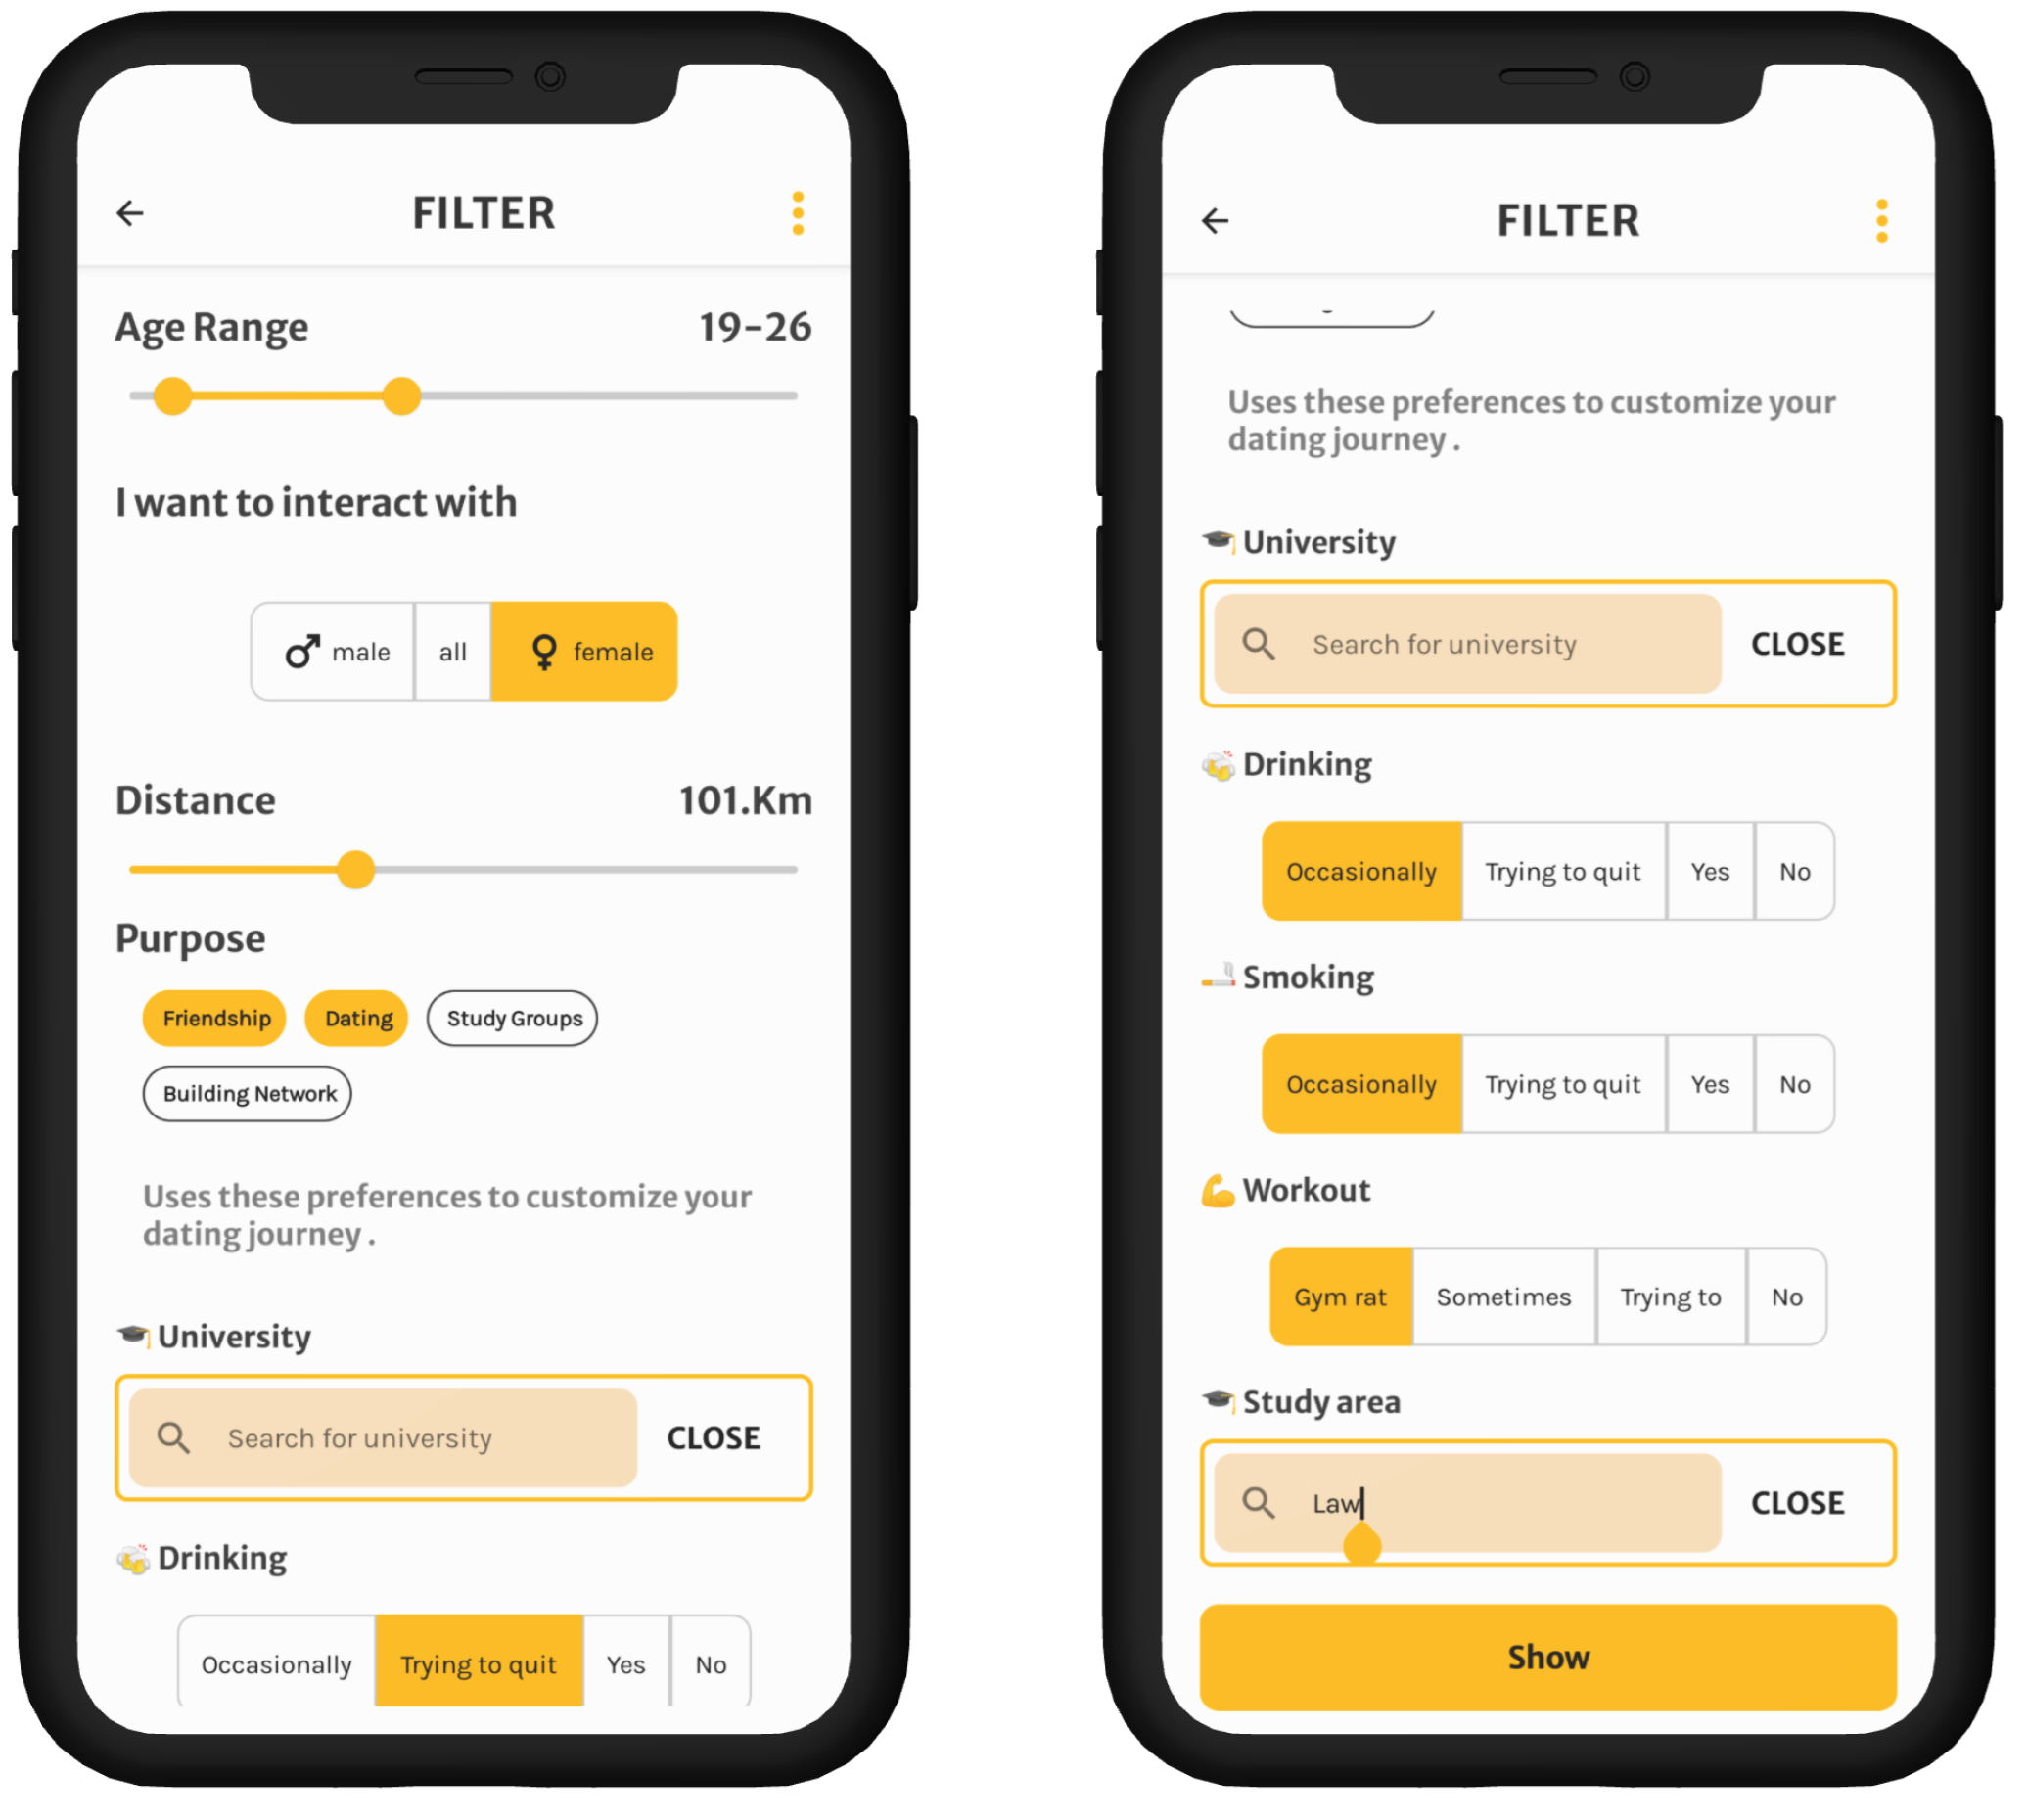 FILTER
Age Range 19-26
I want to interact with
male all female
Distance 101.Km
Purpose
Friendship Dating Study Groups
Building Network
Uses these preferences to customize your
dating journey .
University
Search for university CLOSE
Drinking
Occasionally Trying to quit Yes No
FILTER
Uses these preferences to customize your
dating journey .
University
Search for university CLOSE
Drinking
Occasionally Trying to quit Yes No
Smoking
Occasionally Trying to quit Yes No
Workout
Gym rat Sometimes Trying to No
Study area
Law CLOSE
Show